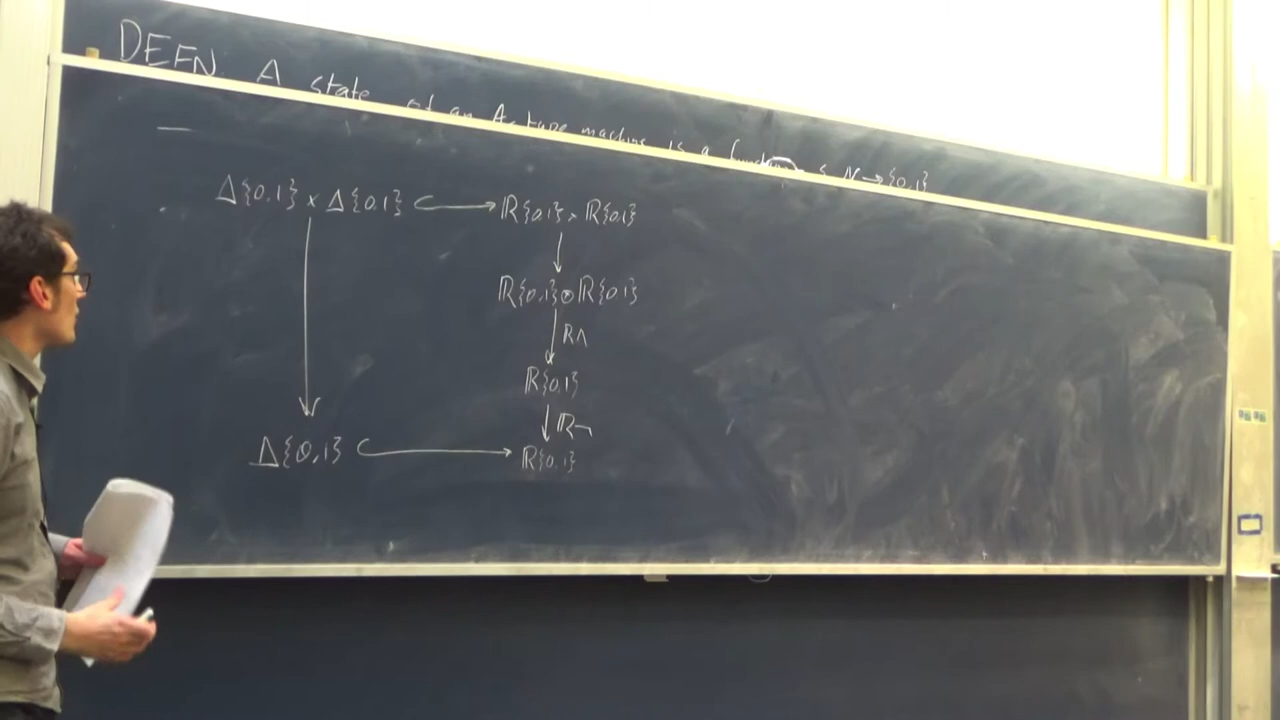 DEFN A state of an A-type machine is a function s N → {0,1}
Δ{0,1} × Δ{0,1} ↪ ℝ{0,1} × ℝ{0,1}
ℝ{0,1} ⊗ ℝ{0,1}
ℝ∧
ℝ{0,1}
ℝ¬
Δ{0,1} ↪ ℝ{0,1}